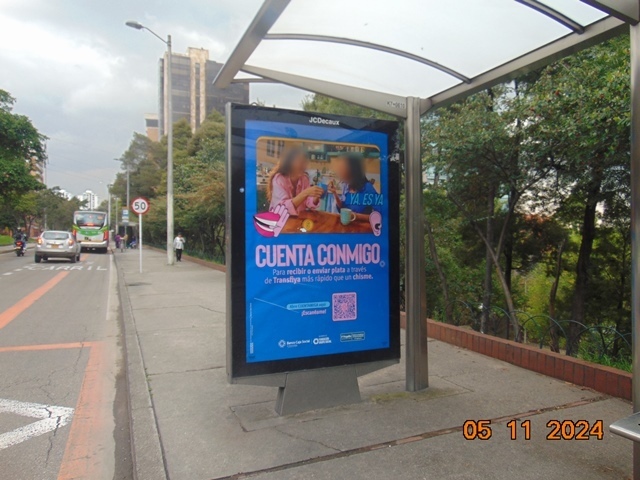 JCDecaux
YA, ES YA
CUENTA CONMIGO
Para recibir o enviar plata a través
de Transfiya más rápido que un chisme.
¡Escanéame!
50
05 11 2024